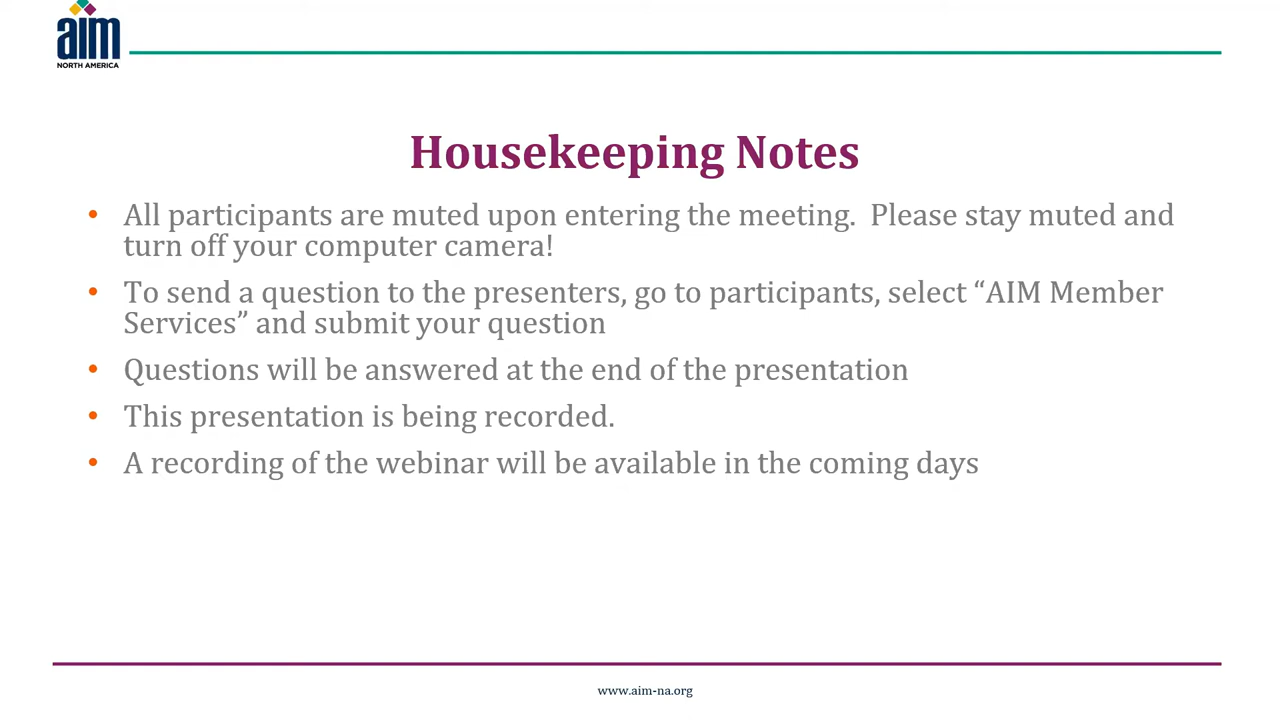 aim
NORTH AMERICA
Housekeeping Notes
• All participants are muted upon entering the meeting.  Please stay muted and
turn off your computer camera!
• To send a question to the presenters, go to participants, select “AIM Member
Services” and submit your question
• Questions will be answered at the end of the presentation
• This presentation is being recorded.
• A recording of the webinar will be available in the coming days
www.aim-na.org